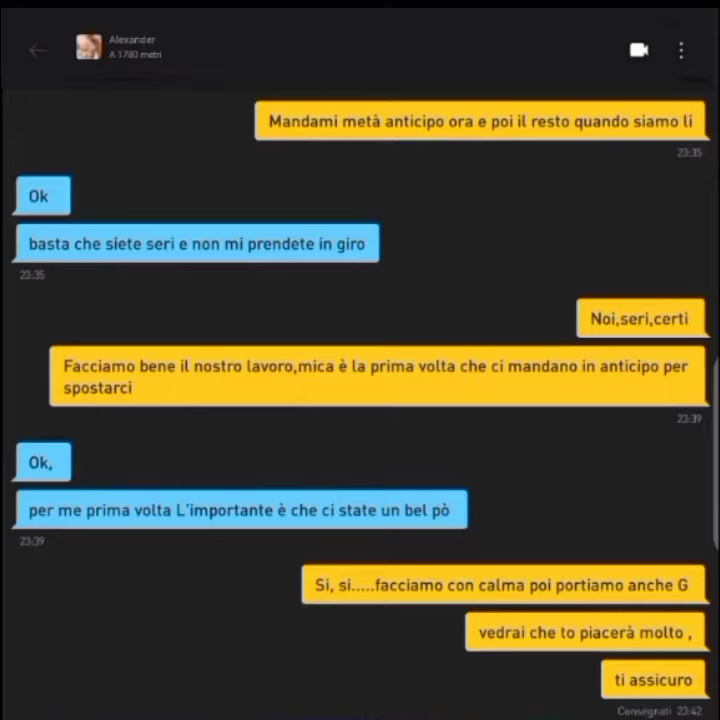 Alexander
A 1780 metri
Mandami metà anticipo ora e poi il resto quando siamo lì
23:35
Ok
basta che siete seri e non mi prendete in giro
23:35
Noi,seri,certi
Facciamo bene il nostro lavoro,mica è la prima volta che ci mandano in anticipo per
spostarci
23:39
Ok,
per me prima volta L'importante è che ci state un bel pò
23:39
Si, si.....facciamo con calma poi portiamo anche G
vedrai che to piacerà molto ,
ti assicuro
Consegnati 23:42